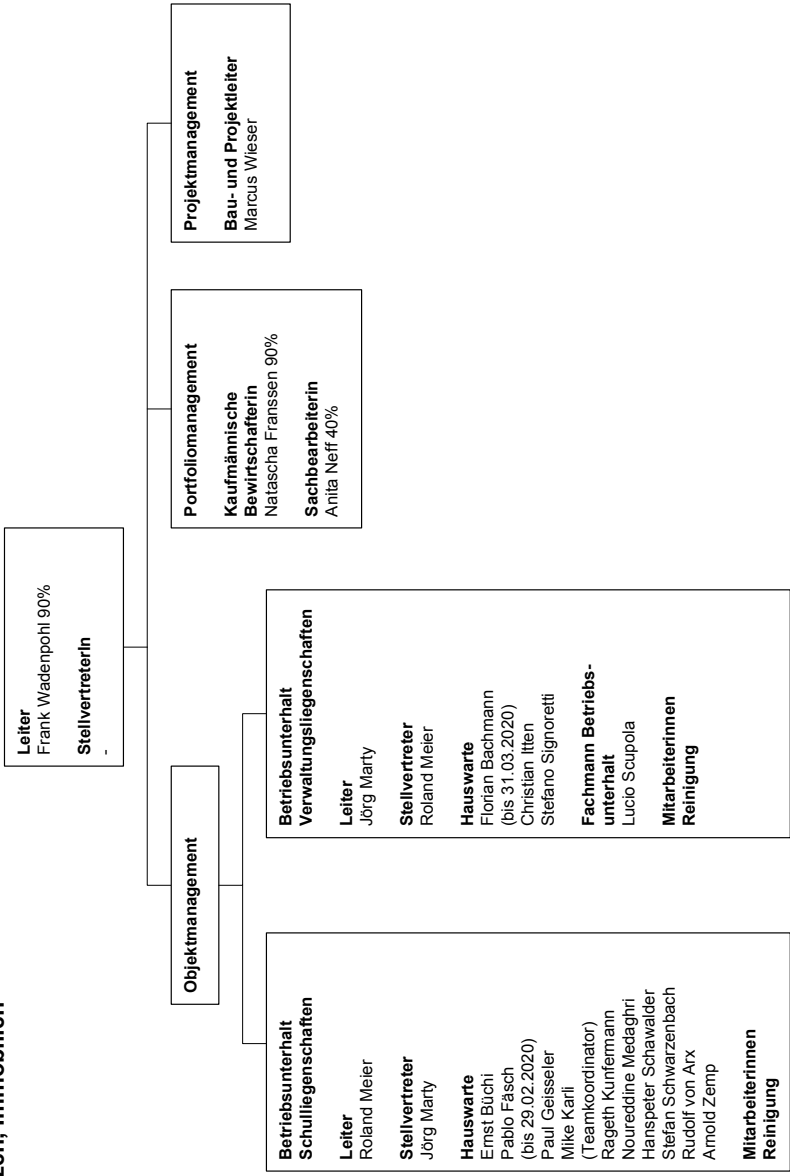 Immobilien
Leiter
Frank Wadenpohl 90%
StellvertreterIn
-
Objektmanagement
Betriebsunterhalt
Schulliegenschaften
Leiter
Roland Meier
Stellvertreter
Jörg Marty
Hauswarte
Ernst Büchi
Pablo Fäsch
(bis 29.02.2020)
Paul Geisseler
Mike Karli
(Teamkoordinator)
Rageth Kunfermann
Noureddine Medaghri
Hanspeter Schawalder
Stefan Schwarzenbach
Rudolf von Arx
Arnold Zemp
Mitarbeiterinnen
Reinigung
Betriebsunterhalt
Verwaltungsliegenschaften
Leiter
Jörg Marty
Stellvertreter
Roland Meier
Hauswarte
Florian Bachmann
(bis 31.03.2020)
Christian Itten
Stefano Signoretti
Fachmann Betriebs-
unterhalt
Lucio Scupola
Mitarbeiterinnen
Reinigung
Portfoliomanagement
Kaufmännische
Bewirtschafterin
Natascha Franssen 90%
Sachbearbeiterin
Anita Neff 40%
Projektmanagement
Bau- und Projektleiter
Marcus Wieser